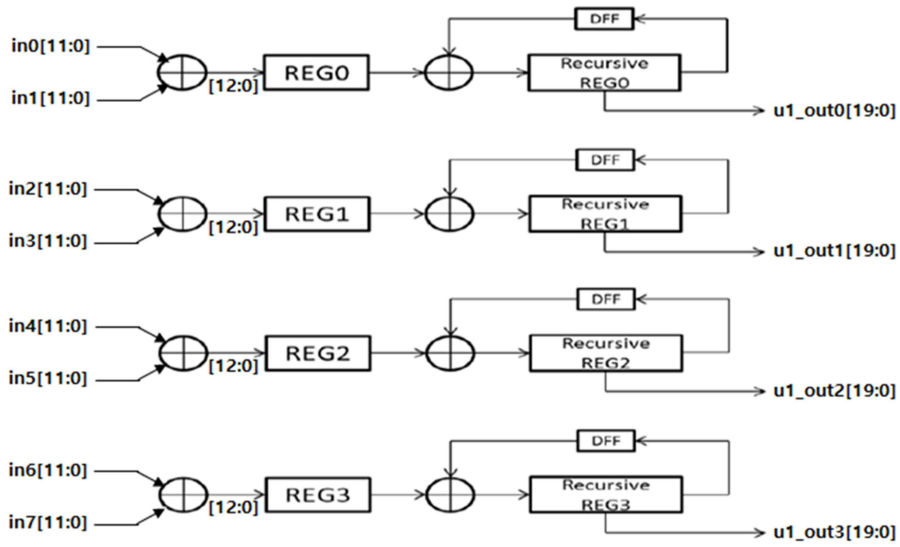 DFF
in0[11:0]
in1[11:0]
[12:0]
REG0
Recursive
REG0
u1_out0[19:0]
DFF
in2[11:0]
in3[11:0]
[12:0]
REG1
Recursive
REG1
u1_out1[19:0]
DFF
in4[11:0]
in5[11:0]
[12:0]
REG2
Recursive
REG2
u1_out2[19:0]
DFF
in6[11:0]
in7[11:0]
[12:0]
REG3
Recursive
REG3
u1_out3[19:0]